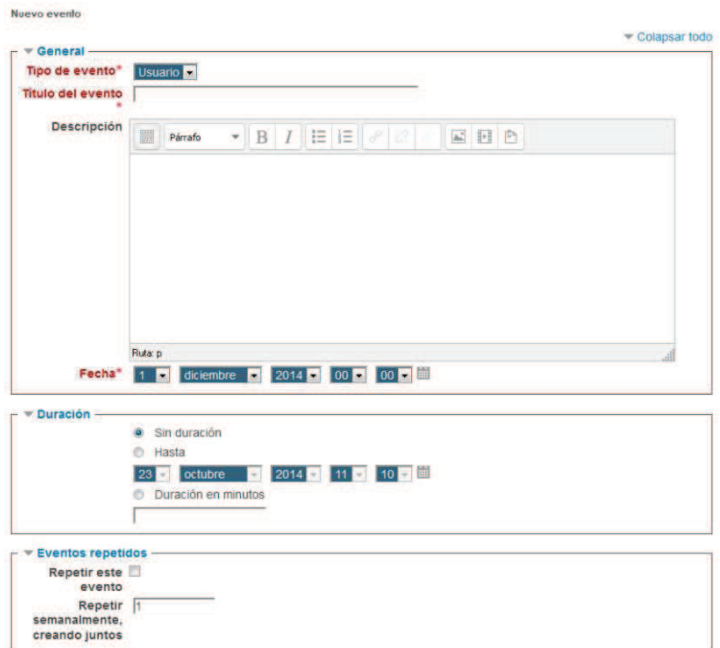 Nuevo evento
Colapsar todo
General
Tipo de evento* Usuario
Título del evento
*
Descripción
Párrafo B I
Ruta: p
Fecha* 1 diciembre 2014 00 00
Duración
Sin duración
Hasta
23 octubre 2014 11 10
Duración en minutos
Eventos repetidos
Repetir este
evento
Repetir 1
semanalmente,
creando juntos